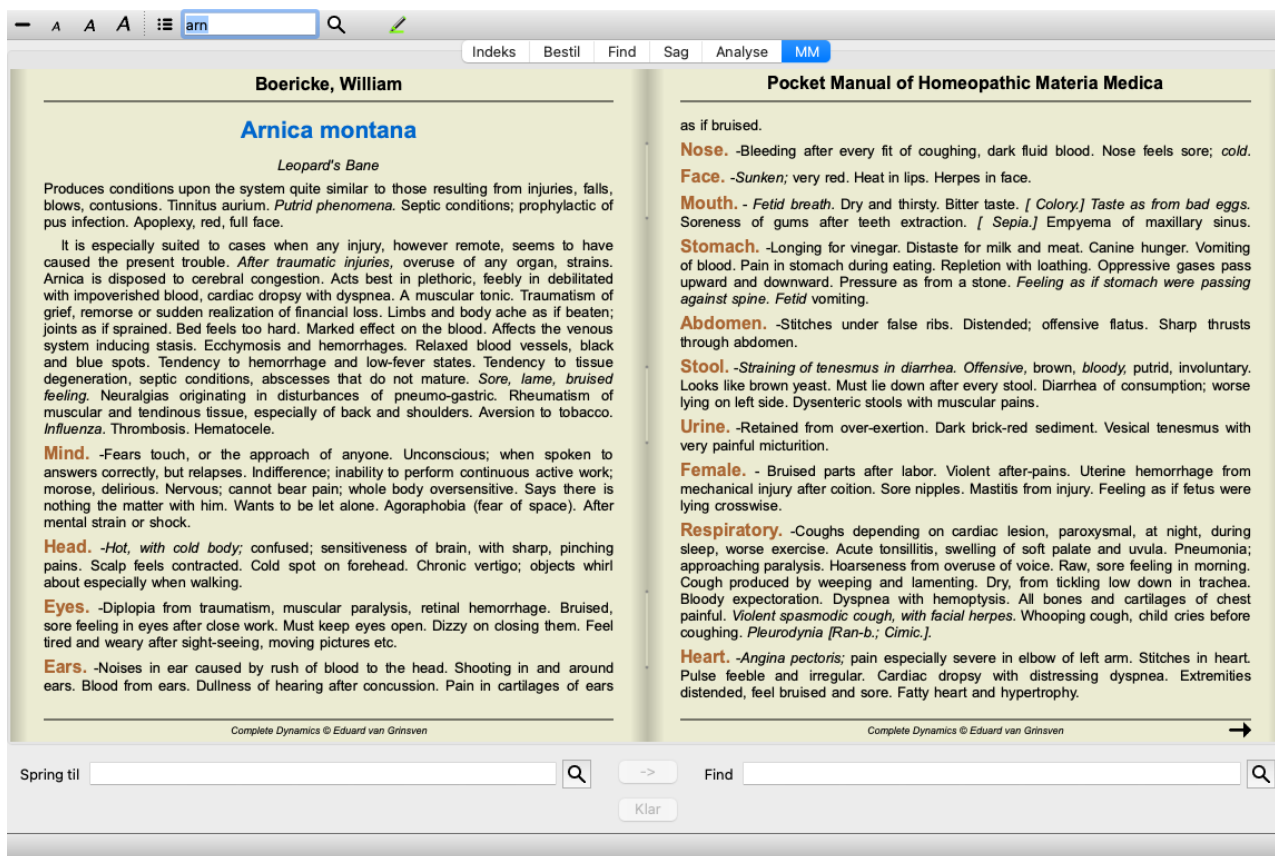 A A A arn
Indeks Bestil Find Sag Analyse MM
Boericke, William
Arnica montana
Leopard's Bane
Produces conditions upon the system quite similar to those resulting from injuries, falls,
blows, contusions. Tinnitus aurium. Putrid phenomena. Septic conditions; prophylactic of
pus infection. Apoplexy, red, full face.
It is especially suited to cases when any injury, however remote, seems to have
caused the present trouble. After traumatic injuries, overuse of any organ, strains.
Arnica is disposed to cerebral congestion. Acts best in plethoric, feebly in debilitated
with impoverished blood, cardiac dropsy with dyspnea. A muscular tonic. Traumatism of
grief, remorse or sudden realization of financial loss. Limbs and body ache as if beaten;
joints as if sprained. Bed feels too hard. Marked effect on the blood. Affects the venous
system inducing stasis. Ecchymosis and hemorrhages. Relaxed blood vessels, black
and blue spots. Tendency to hemorrhage and low-fever states. Tendency to tissue
degeneration, septic conditions, abscesses that do not mature. Sore, lame, bruised
feeling. Neuralgias originating in disturbances of pneumo-gastric. Rheumatism of
muscular and tendinous tissue, especially of back and shoulders. Aversion to tobacco.
Influenza. Thrombosis. Hematocele.
Mind. -Fears touch, or the approach of anyone. Unconscious; when spoken to
answers correctly, but relapses. Indifference; inability to perform continuous active work;
morose, delirious. Nervous; cannot bear pain; whole body oversensitive. Says there is
nothing the matter with him. Wants to be let alone. Agoraphobia (fear of space). After
mental strain or shock.
Head. -Hot, with cold body; confused; sensitiveness of brain, with sharp, pinching
pains. Scalp feels contracted. Cold spot on forehead. Chronic vertigo; objects whirl
about especially when walking.
Eyes. -Diplopia from traumatism, muscular paralysis, retinal hemorrhage. Bruised,
sore feeling in eyes after close work. Must keep eyes open. Dizzy on closing them. Feel
tired and weary after sight-seeing, moving pictures etc.
Ears. -Noises in ear caused by rush of blood to the head. Shooting in and around
ears. Blood from ears. Dullness of hearing after concussion. Pain in cartilages of ears
Complete Dynamics © Eduard van Grinsven
Pocket Manual of Homeopathic Materia Medica
as if bruised.
Nose. -Bleeding after every fit of coughing, dark fluid blood. Nose feels sore; cold.
Face. -Sunken; very red. Heat in lips. Herpes in face.
Mouth. - Fetid breath. Dry and thirsty. Bitter taste. [ Colory.] Taste as from bad eggs.
Soreness of gums after teeth extraction. [ Sepia.] Empyema of maxillary sinus.
Stomach. -Longing for vinegar. Distaste for milk and meat. Canine hunger. Vomiting
of blood. Pain in stomach during eating. Repletion with loathing. Oppressive gases pass
upward and downward. Pressure as from a stone. Feeling as if stomach were passing
against spine. Fetid vomiting.
Abdomen. -Stitches under false ribs. Distended; offensive flatus. Sharp thrusts
through abdomen.
Stool. -Straining of tenesmus in diarrhea. Offensive, brown, bloody, putrid, involuntary.
Looks like brown yeast. Must lie down after every stool. Diarrhea of consumption; worse
lying on left side. Dysenteric stools with muscular pains.
Urine. -Retained from over-exertion. Dark brick-red sediment. Vesical tenesmus with
very painful micturition.
Female. - Bruised parts after labor. Violent after-pains. Uterine hemorrhage from
mechanical injury after coition. Sore nipples. Mastitis from injury. Feeling as if fetus were
lying crosswise.
Respiratory. -Coughs depending on cardiac lesion, paroxysmal, at night, during
sleep, worse exercise. Acute tonsillitis, swelling of soft palate and uvula. Pneumonia;
approaching paralysis. Hoarseness from overuse of voice. Raw, sore feeling in morning.
Cough produced by weeping and lamenting. Dry, from tickling low down in trachea.
Bloody expectoration. Dyspnea with hemoptysis. All bones and cartilages of chest
painful. Violent spasmodic cough, with facial herpes. Whooping cough, child cries before
coughing. Pleurodynia [Ran-b.; Cimic.].
Heart. -Angina pectoris; pain especially severe in elbow of left arm. Stitches in heart.
Pulse feeble and irregular. Cardiac dropsy with distressing dyspnea. Extremities
distended, feel bruised and sore. Fatty heart and hypertrophy.
Complete Dynamics © Eduard van Grinsven
Spring til -> Find
Klar